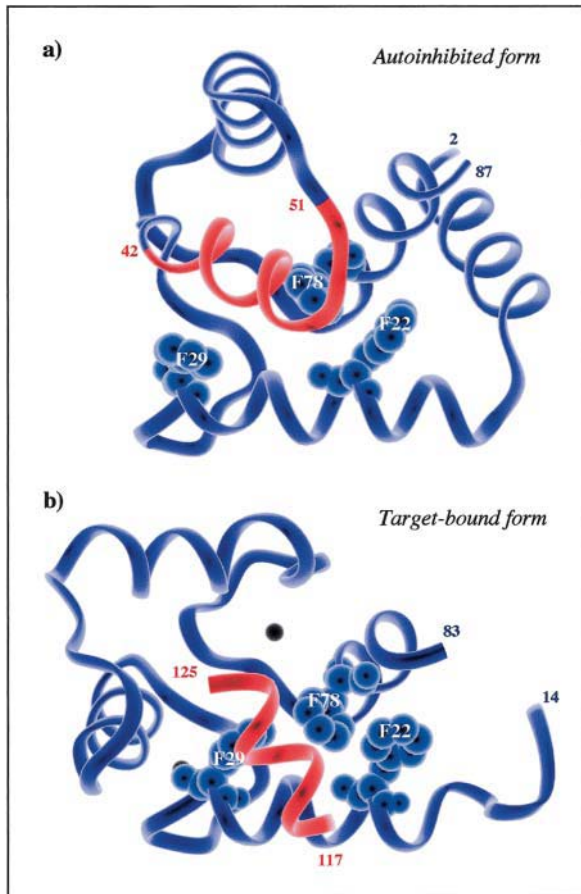 a)
Autoinhibited form
2
87
51
42
F78
F22
F29
b)
Target-bound form
83
125
14
F78
F22
F29
117